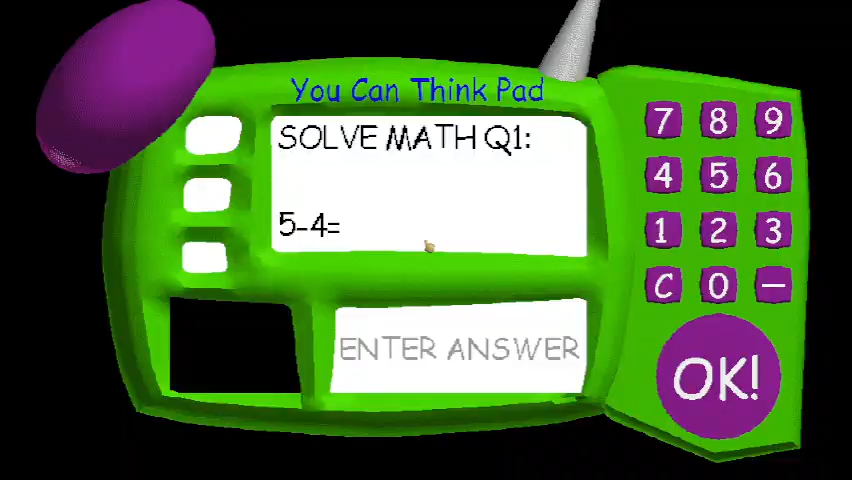 You Can Think Pad
SOLVE MATH Q1:
5-4=
ENTER ANSWER
7 8 9
4 5 6
1 2 3
C 0 −
OK!